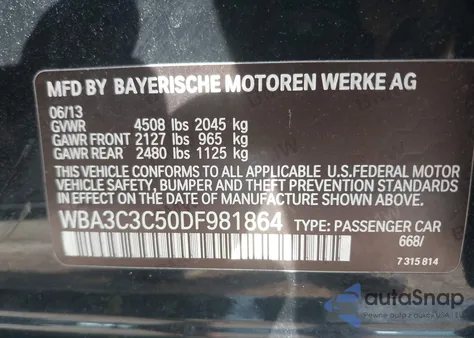 MFD BY BAYERISCHE MOTOREN WERKE AG
06/13
GVWR 4508 lbs 2045 kg
GAWR FRONT 2127 lbs 965 kg
GAWR REAR 2480 lbs 1125 kg
THIS VEHICLE CONFORMS TO ALL APPLICABLE U.S.FEDERAL MOTOR
VEHICLE SAFETY, BUMPER AND THEFT PREVENTION STANDARDS
IN EFFECT ON THE DATE OF MANUFACTURE SHOWN ABOVE.
WBA3C3C50DF981864 TYPE: PASSENGER CAR
668/
7 315 814
autoSnap